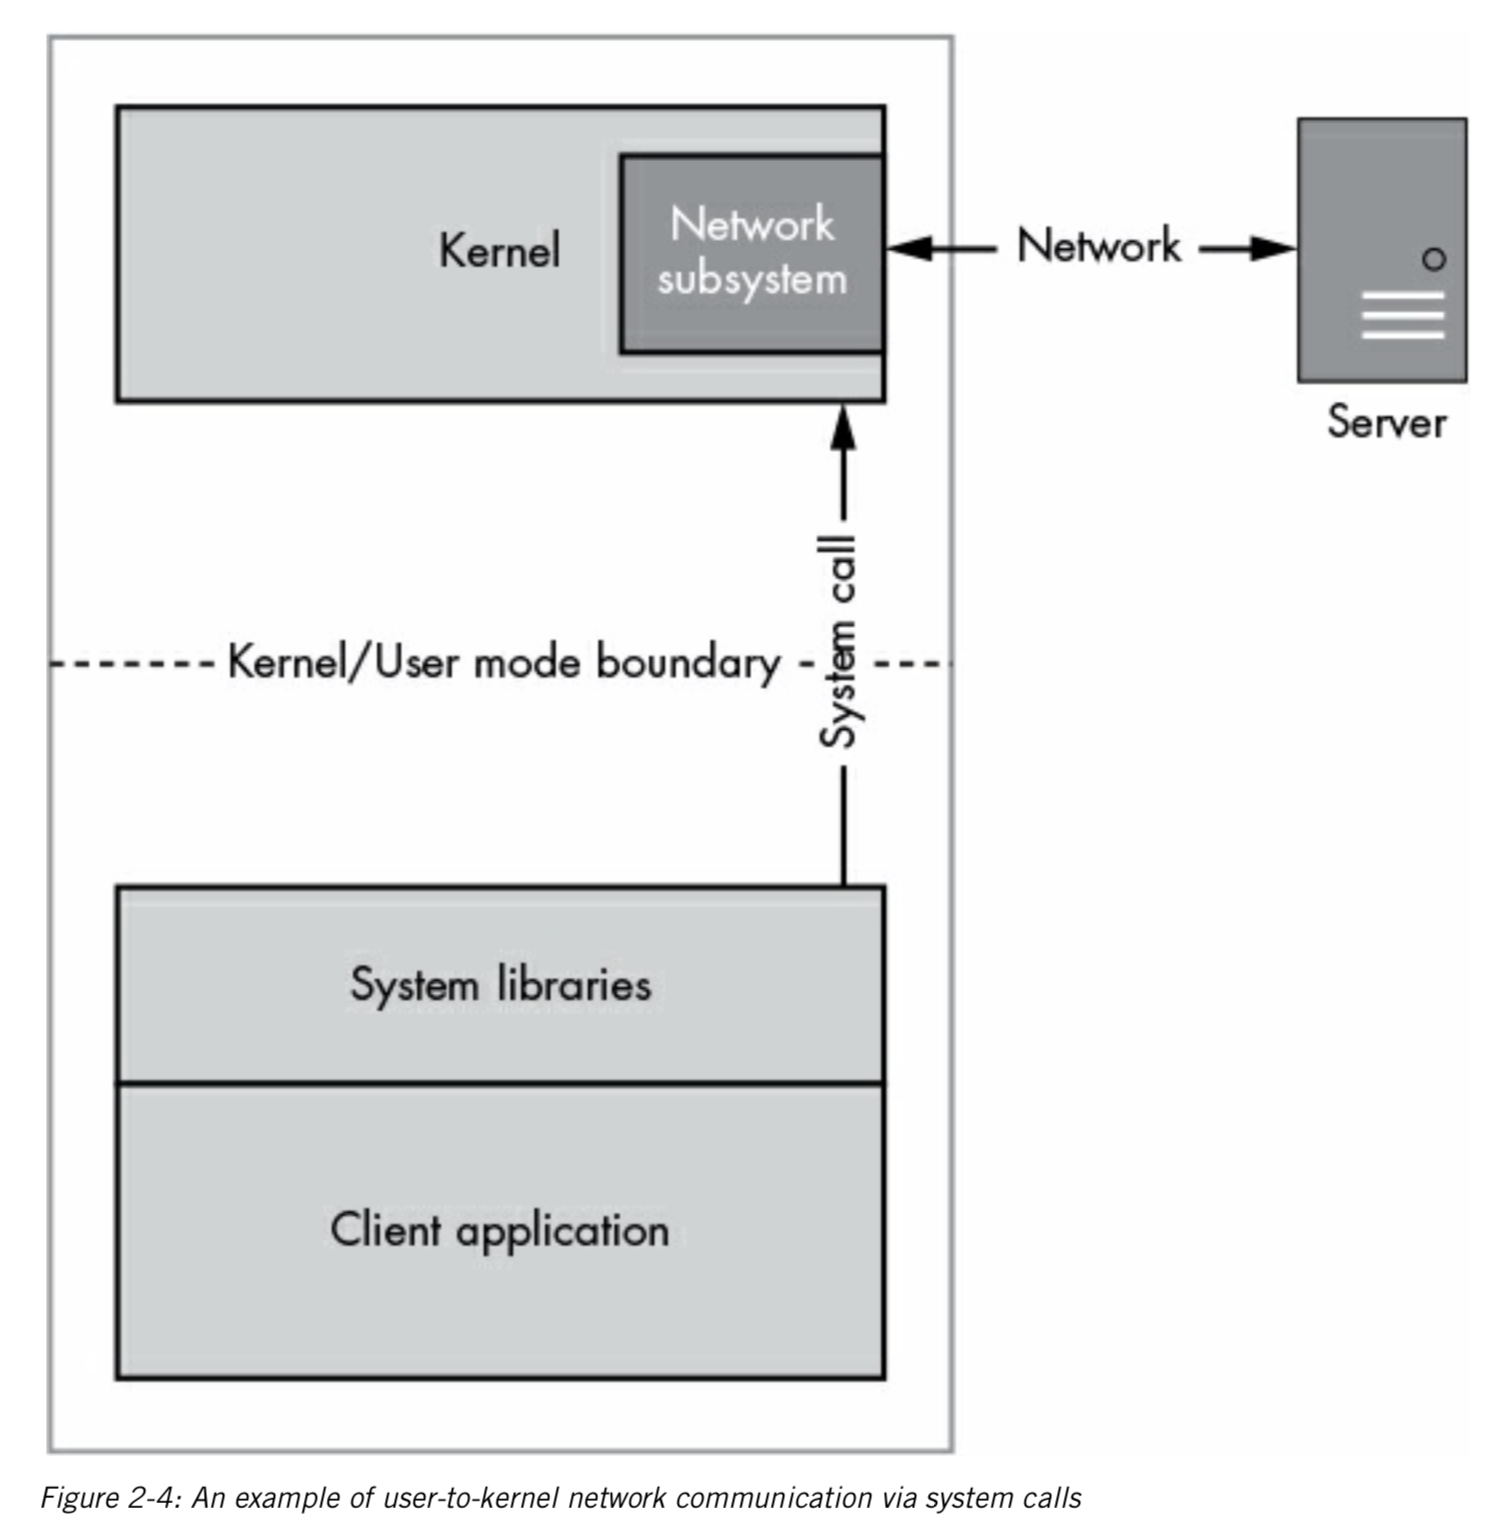 Kernel
Network
subsystem
Network
Server
System call
Kernel/User mode boundary
System libraries
Client application
Figure 2-4: An example of user-to-kernel network communication via system calls